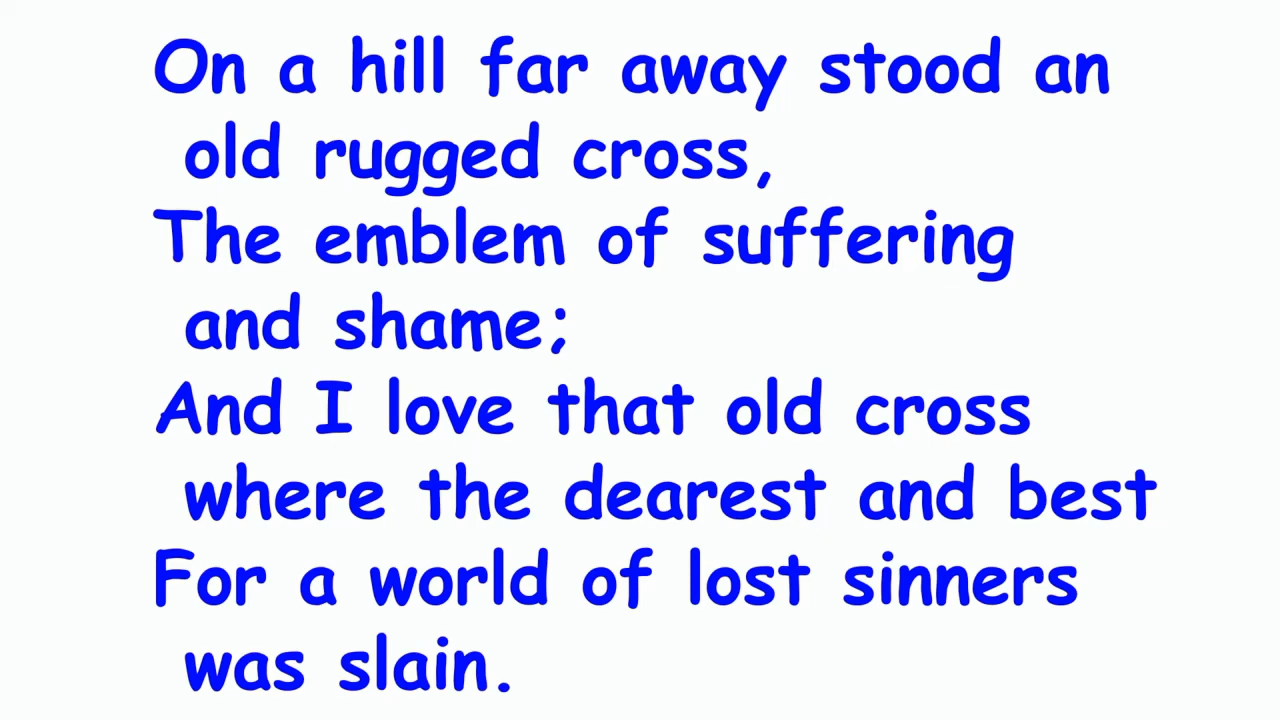 On a hill far away stood an
old rugged cross,
The emblem of suffering
and shame;
And I love that old cross
where the dearest and best
For a world of lost sinners
was slain.